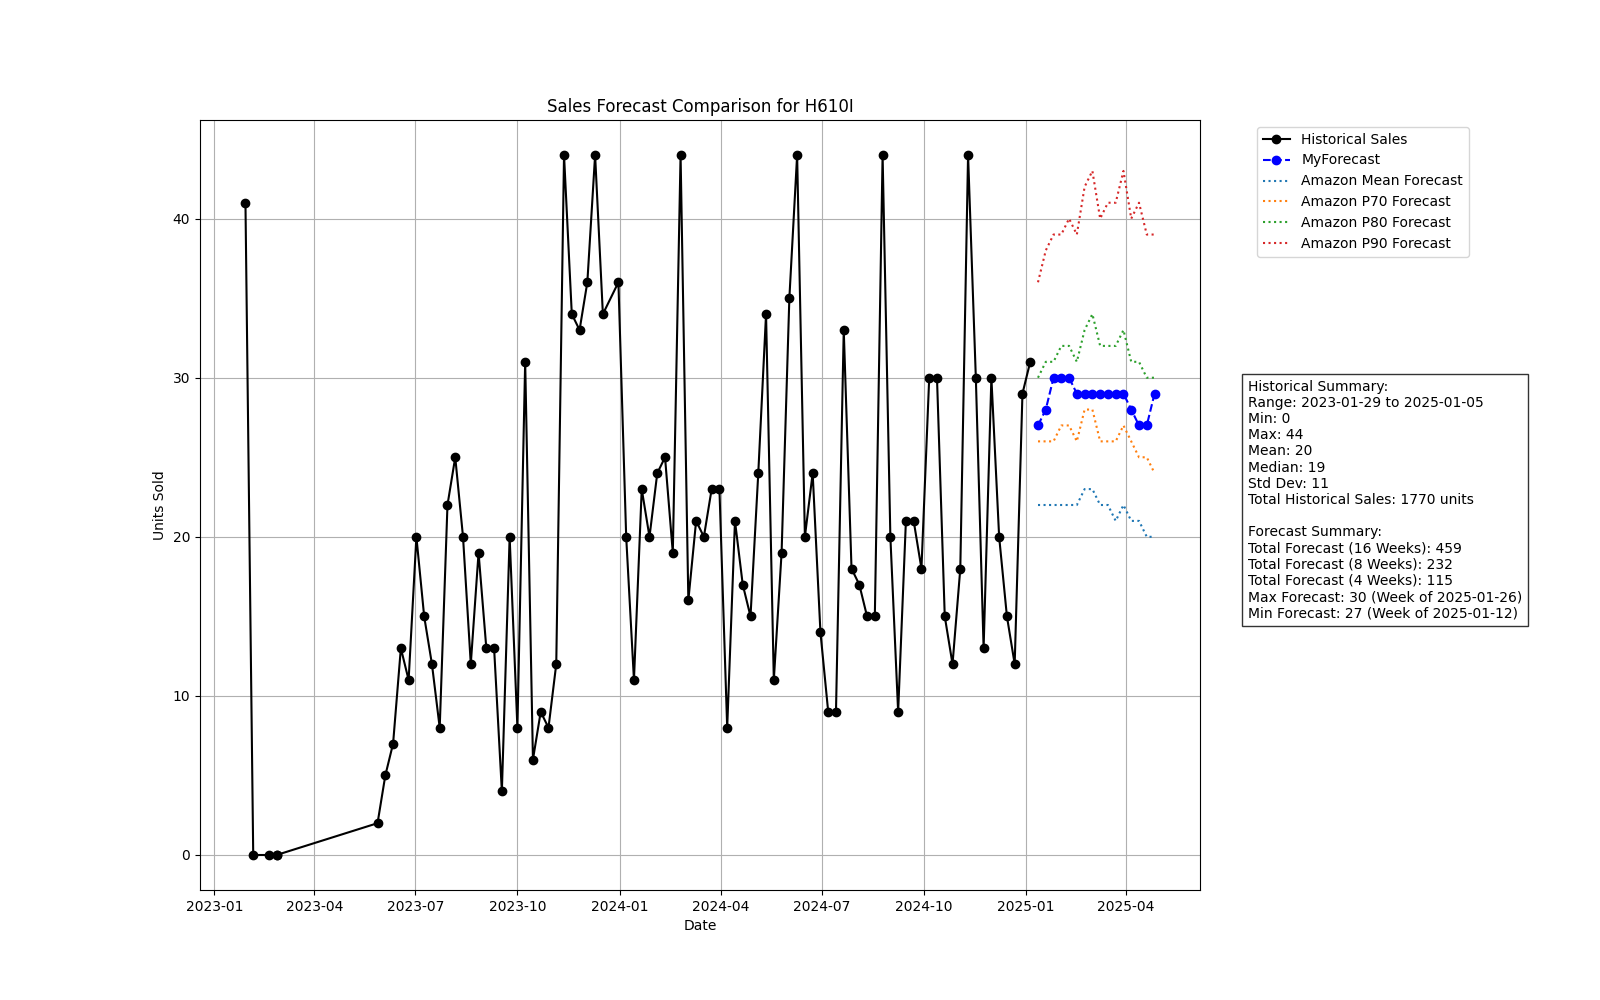 Sales Forecast Comparison for H610I
Units Sold
40
30
20
10
0
2023-01
2023-04
2023-07
2023-10
2024-01
2024-04
2024-07
2024-10
2025-01
2025-04
Date
Historical Sales
MyForecast
Amazon Mean Forecast
Amazon P70 Forecast
Amazon P80 Forecast
Amazon P90 Forecast
Historical Summary:
Range: 2023-01-29 to 2025-01-05
Min: 0
Max: 44
Mean: 20
Median: 19
Std Dev: 11
Total Historical Sales: 1770 units
Forecast Summary:
Total Forecast (16 Weeks): 459
Total Forecast (8 Weeks): 232
Total Forecast (4 Weeks): 115
Max Forecast: 30 (Week of 2025-01-26)
Min Forecast: 27 (Week of 2025-01-12)